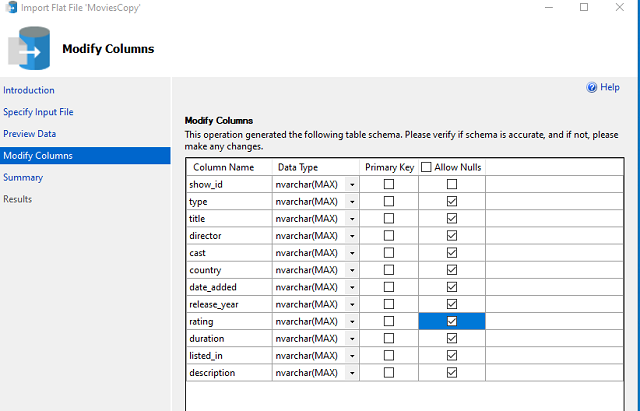 Import Flat File 'MoviesCopy'
Modify Columns
Help
Introduction
Specify Input File
Preview Data
Modify Columns
Summary
Results
Modify Columns
This operation generated the following table schema. Please verify if schema is accurate, and if not, please
make any changes.
Column Name Data Type Primary Key Allow Nulls
show_id nvarchar(MAX)
type nvarchar(MAX)
title nvarchar(MAX)
director nvarchar(MAX)
cast nvarchar(MAX)
country nvarchar(MAX)
date_added nvarchar(MAX)
release_year nvarchar(MAX)
rating nvarchar(MAX)
duration nvarchar(MAX)
listed_in nvarchar(MAX)
description nvarchar(MAX)